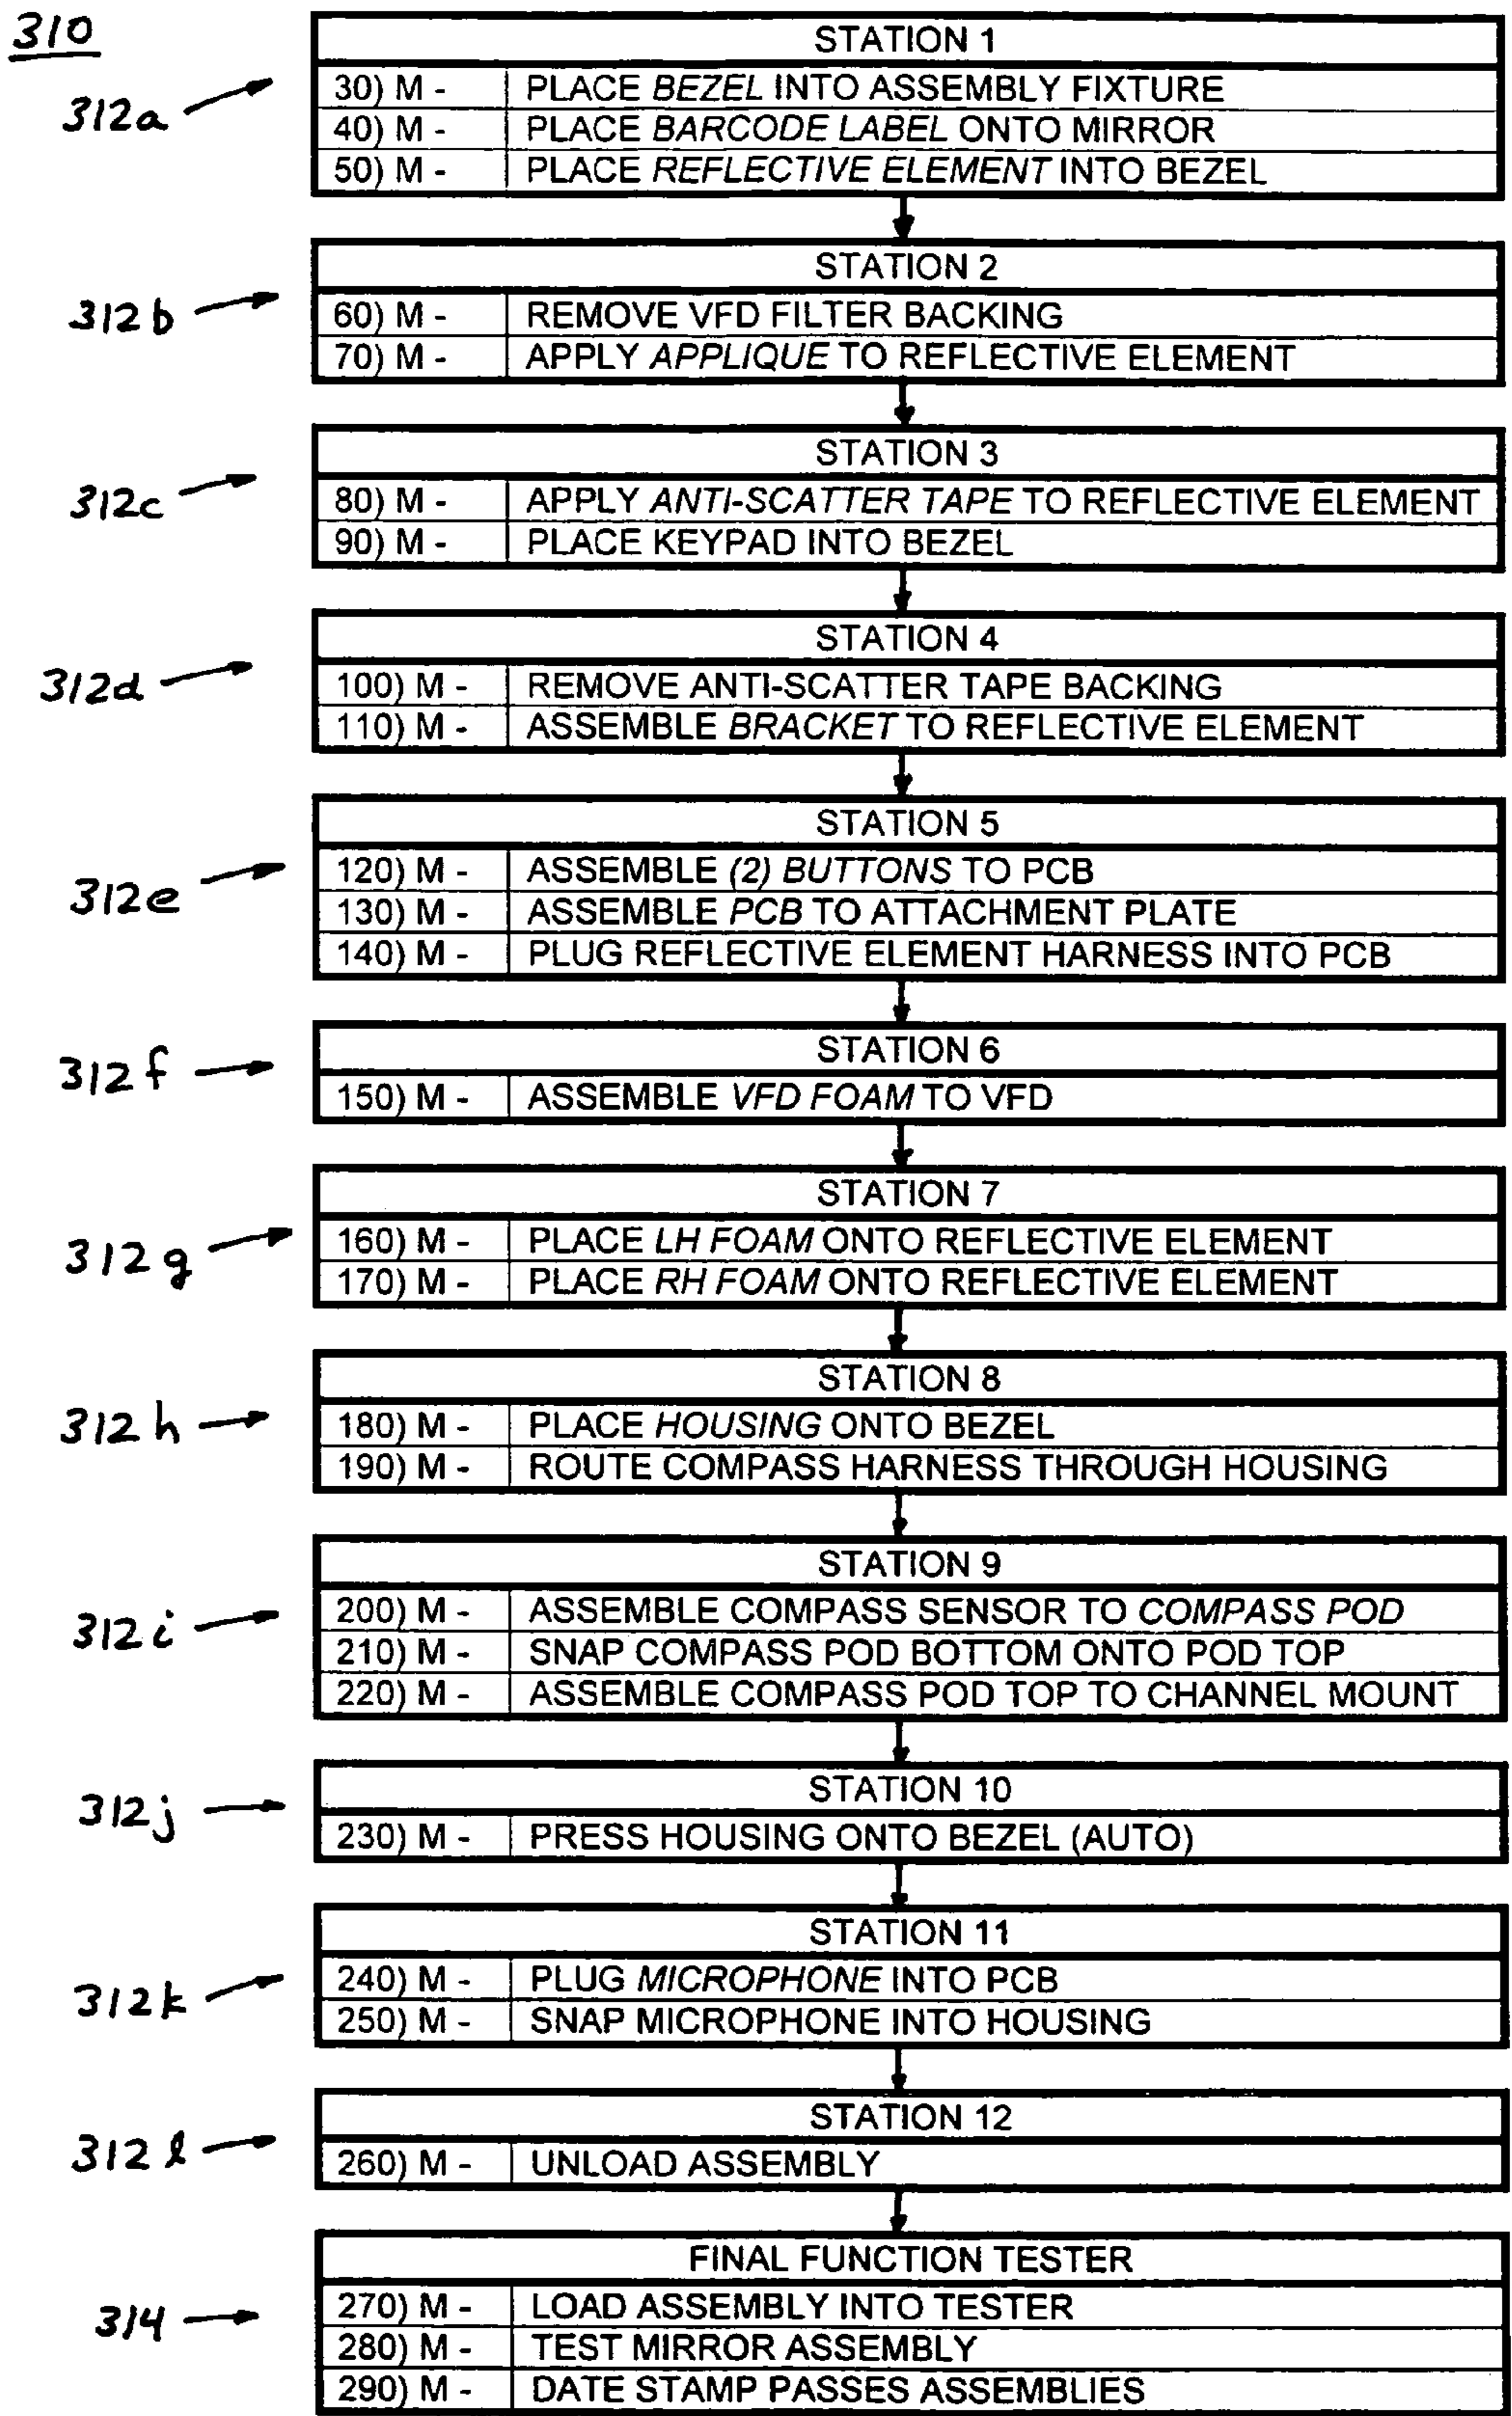 310
STATION 1
312a
30) M - PLACE BEZEL INTO ASSEMBLY FIXTURE
40) M - PLACE BARCODE LABEL ONTO MIRROR
50) M - PLACE REFLECTIVE ELEMENT INTO BEZEL
STATION 2
312b
60) M - REMOVE VFD FILTER BACKING
70) M - APPLY APPLIQUE TO REFLECTIVE ELEMENT
STATION 3
312c
80) M - APPLY ANTI-SCATTER TAPE TO REFLECTIVE ELEMENT
90) M - PLACE KEYPAD INTO BEZEL
STATION 4
312d
100) M - REMOVE ANTI-SCATTER TAPE BACKING
110) M - ASSEMBLE BRACKET TO REFLECTIVE ELEMENT
STATION 5
312e
120) M - ASSEMBLE (2) BUTTONS TO PCB
130) M - ASSEMBLE PCB TO ATTACHMENT PLATE
140) M - PLUG REFLECTIVE ELEMENT HARNESS INTO PCB
STATION 6
312f
150) M - ASSEMBLE VFD FOAM TO VFD
STATION 7
312g
160) M - PLACE LH FOAM ONTO REFLECTIVE ELEMENT
170) M - PLACE RH FOAM ONTO REFLECTIVE ELEMENT
STATION 8
312h
180) M - PLACE HOUSING ONTO BEZEL
190) M - ROUTE COMPASS HARNESS THROUGH HOUSING
STATION 9
312i
200) M - ASSEMBLE COMPASS SENSOR TO COMPASS POD
210) M - SNAP COMPASS POD BOTTOM ONTO POD TOP
220) M - ASSEMBLE COMPASS POD TOP TO CHANNEL MOUNT
STATION 10
312j
230) M - PRESS HOUSING ONTO BEZEL (AUTO)
STATION 11
312k
240) M - PLUG MICROPHONE INTO PCB
250) M - SNAP MICROPHONE INTO HOUSING
STATION 12
312l
260) M - UNLOAD ASSEMBLY
FINAL FUNCTION TESTER
314
270) M - LOAD ASSEMBLY INTO TESTER
280) M - TEST MIRROR ASSEMBLY
290) M - DATE STAMP PASSES ASSEMBLIES